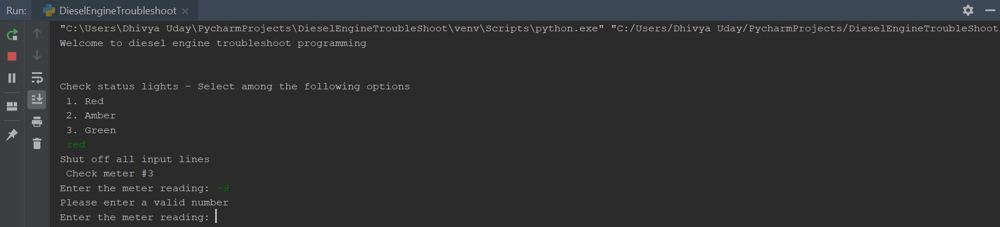 Run: DieselEngineTroubleshoot
"C:\Users\Dhivya Uday\PycharmProjects\DieselEngineTroubleShoot\venv\Scripts\python.exe" "C:/Users/Dhivya Uday/PycharmProjects/DieselEngineTroubleShoot
Welcome to diesel engine troubleshoot programming
Check status lights - Select among the following options
1. Red
2. Amber
3. Green
red
Shut off all input lines
Check meter #3
Enter the meter reading: -9
Please enter a valid number
Enter the meter reading: